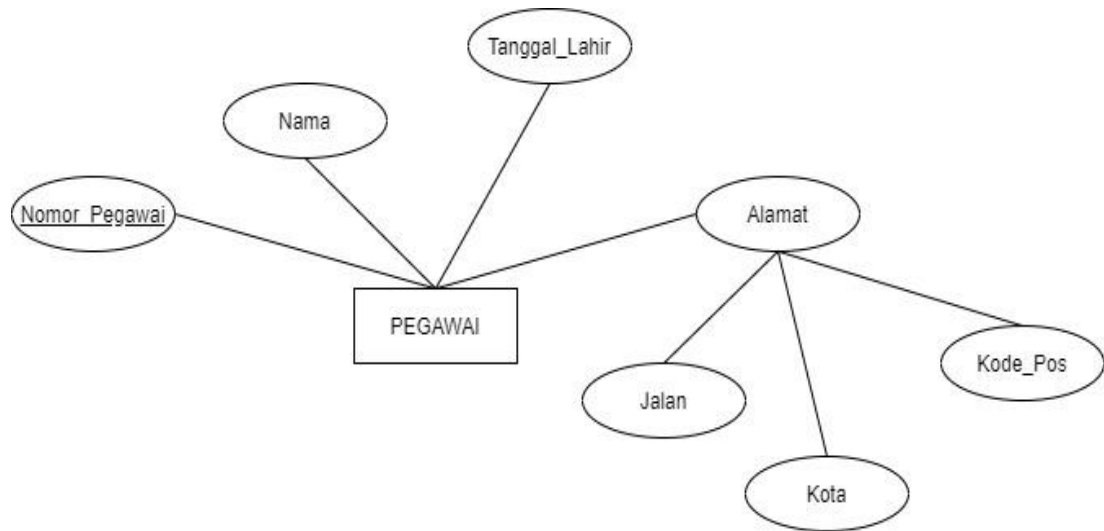 Tanggal_Lahir
Nama
Nomor_Pegawai
Alamat
PEGAWAI
Kode_Pos
Jalan
Kota